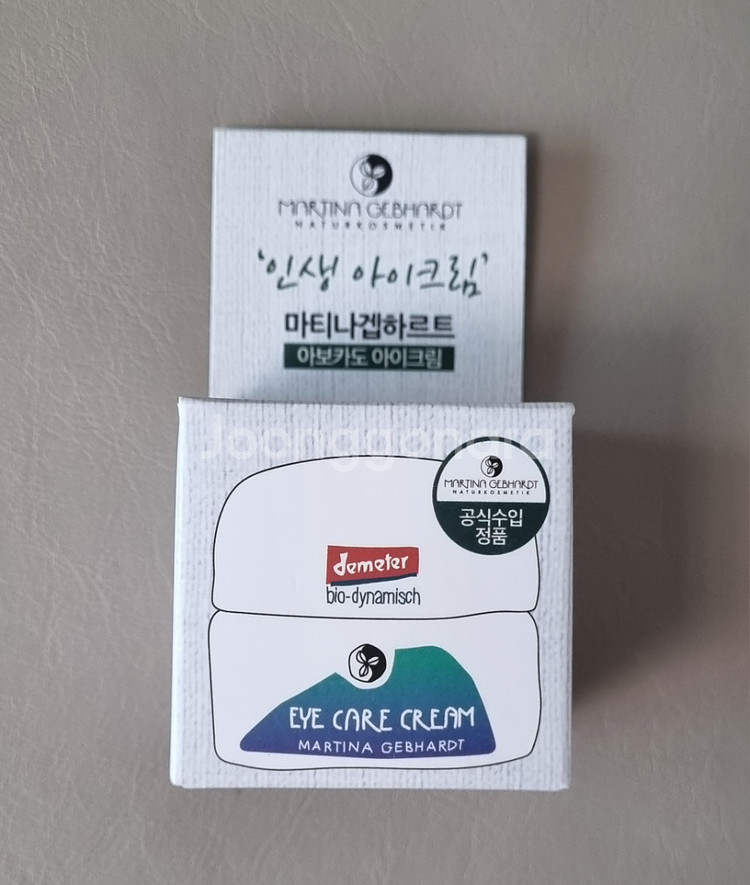 MARTINA GEBHARDT
NATURKOSMETIK
'인생 아이크림'
마티나겝하르트
아보카도 아이크림
Joonggonara
MARTINA GEBHARDT
NATURKOSMETIK
공식수입
정품
demeter
bio-dynamisch
EYE CARE CREAM
MARTINA GEBHARDT